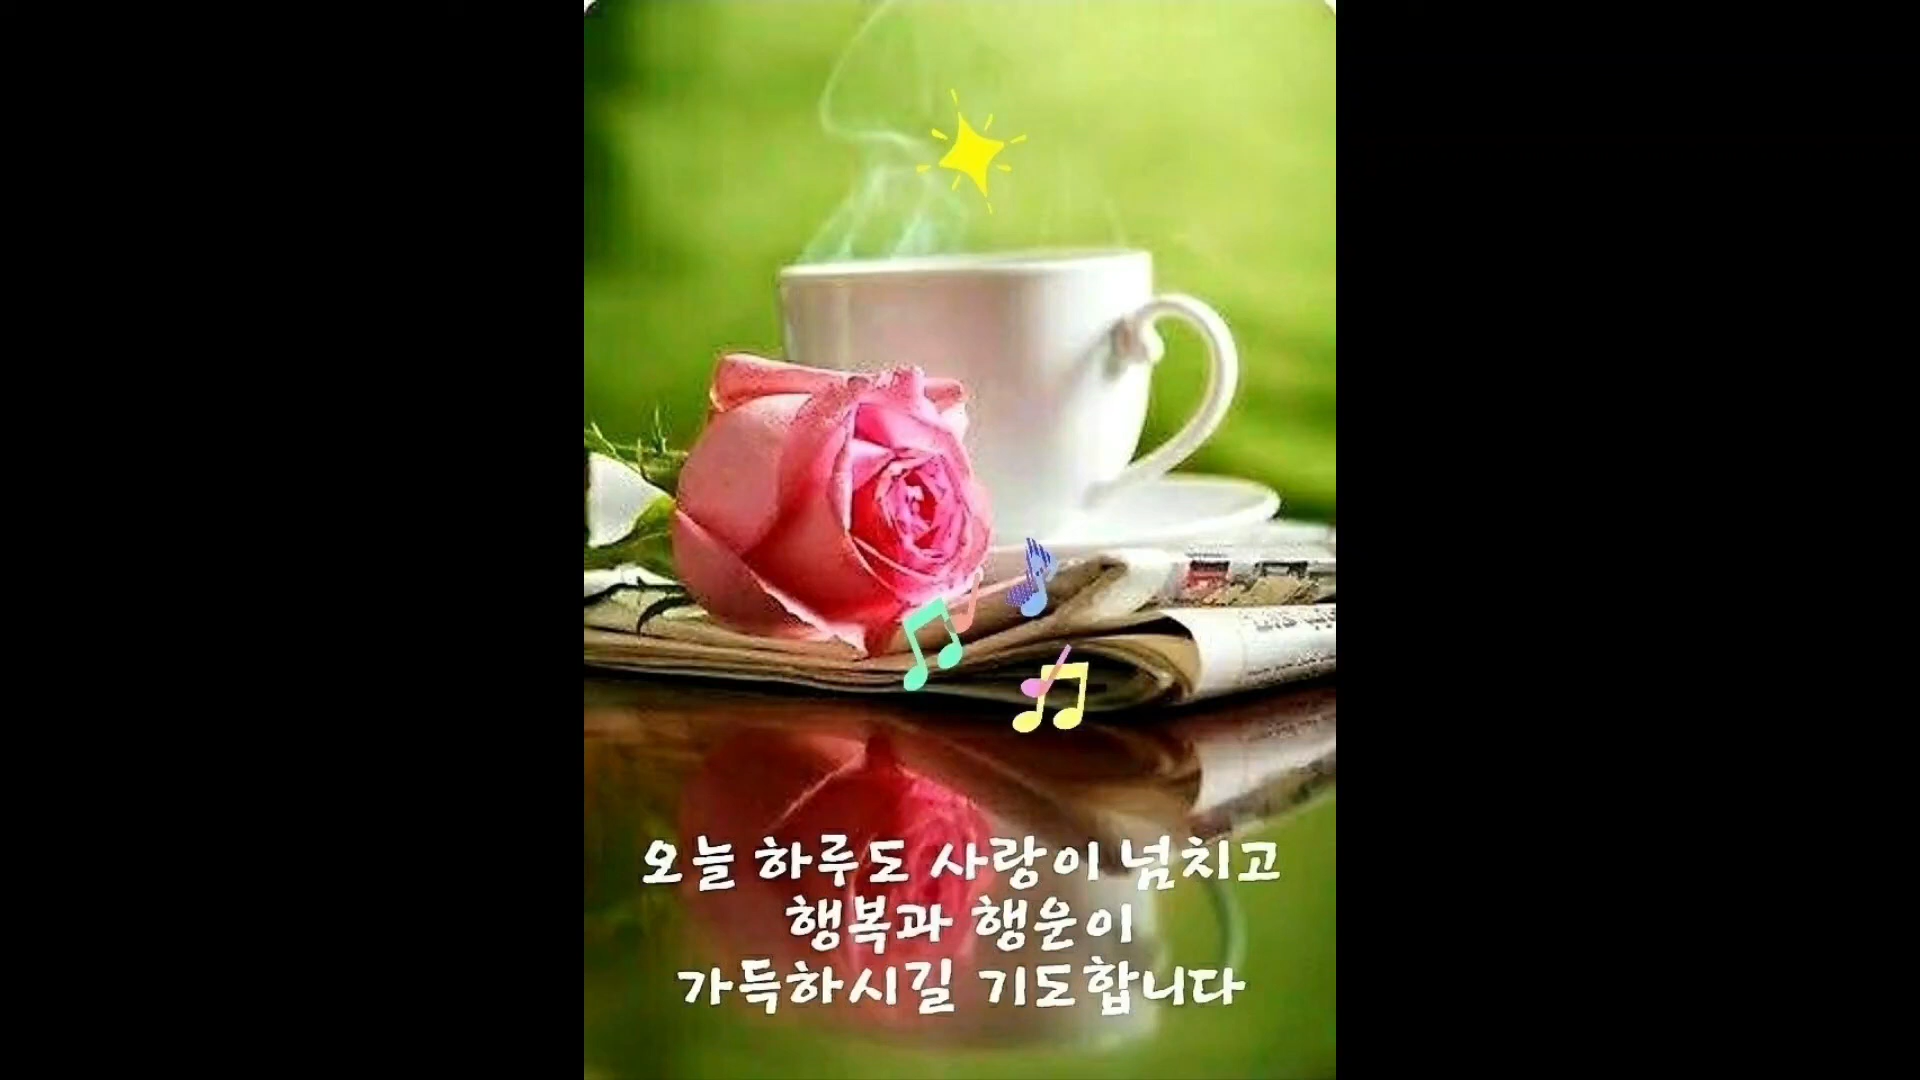 오늘 하루도 사랑이 넘치고
행복과 행운이
가득하시길 기도합니다